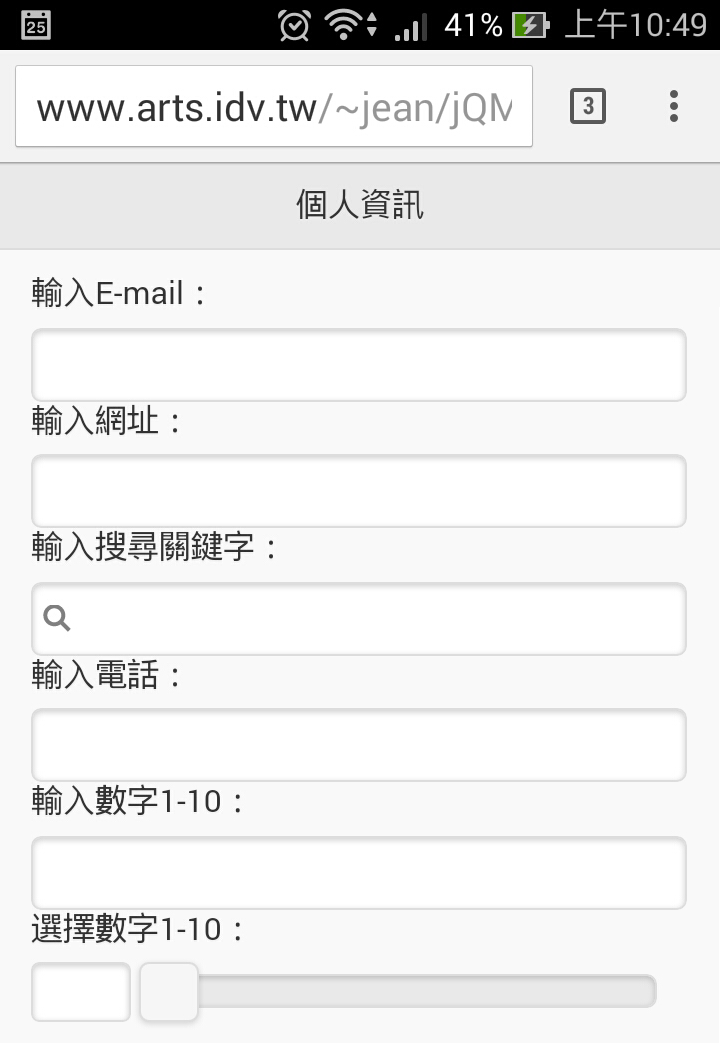 25 41% 上午10:49
www.arts.idv.tw/~jean/jQM
3
個人資訊
輸入E-mail：
輸入網址：
輸入搜尋關鍵字：
輸入電話：
輸入數字1-10：
選擇數字1-10：